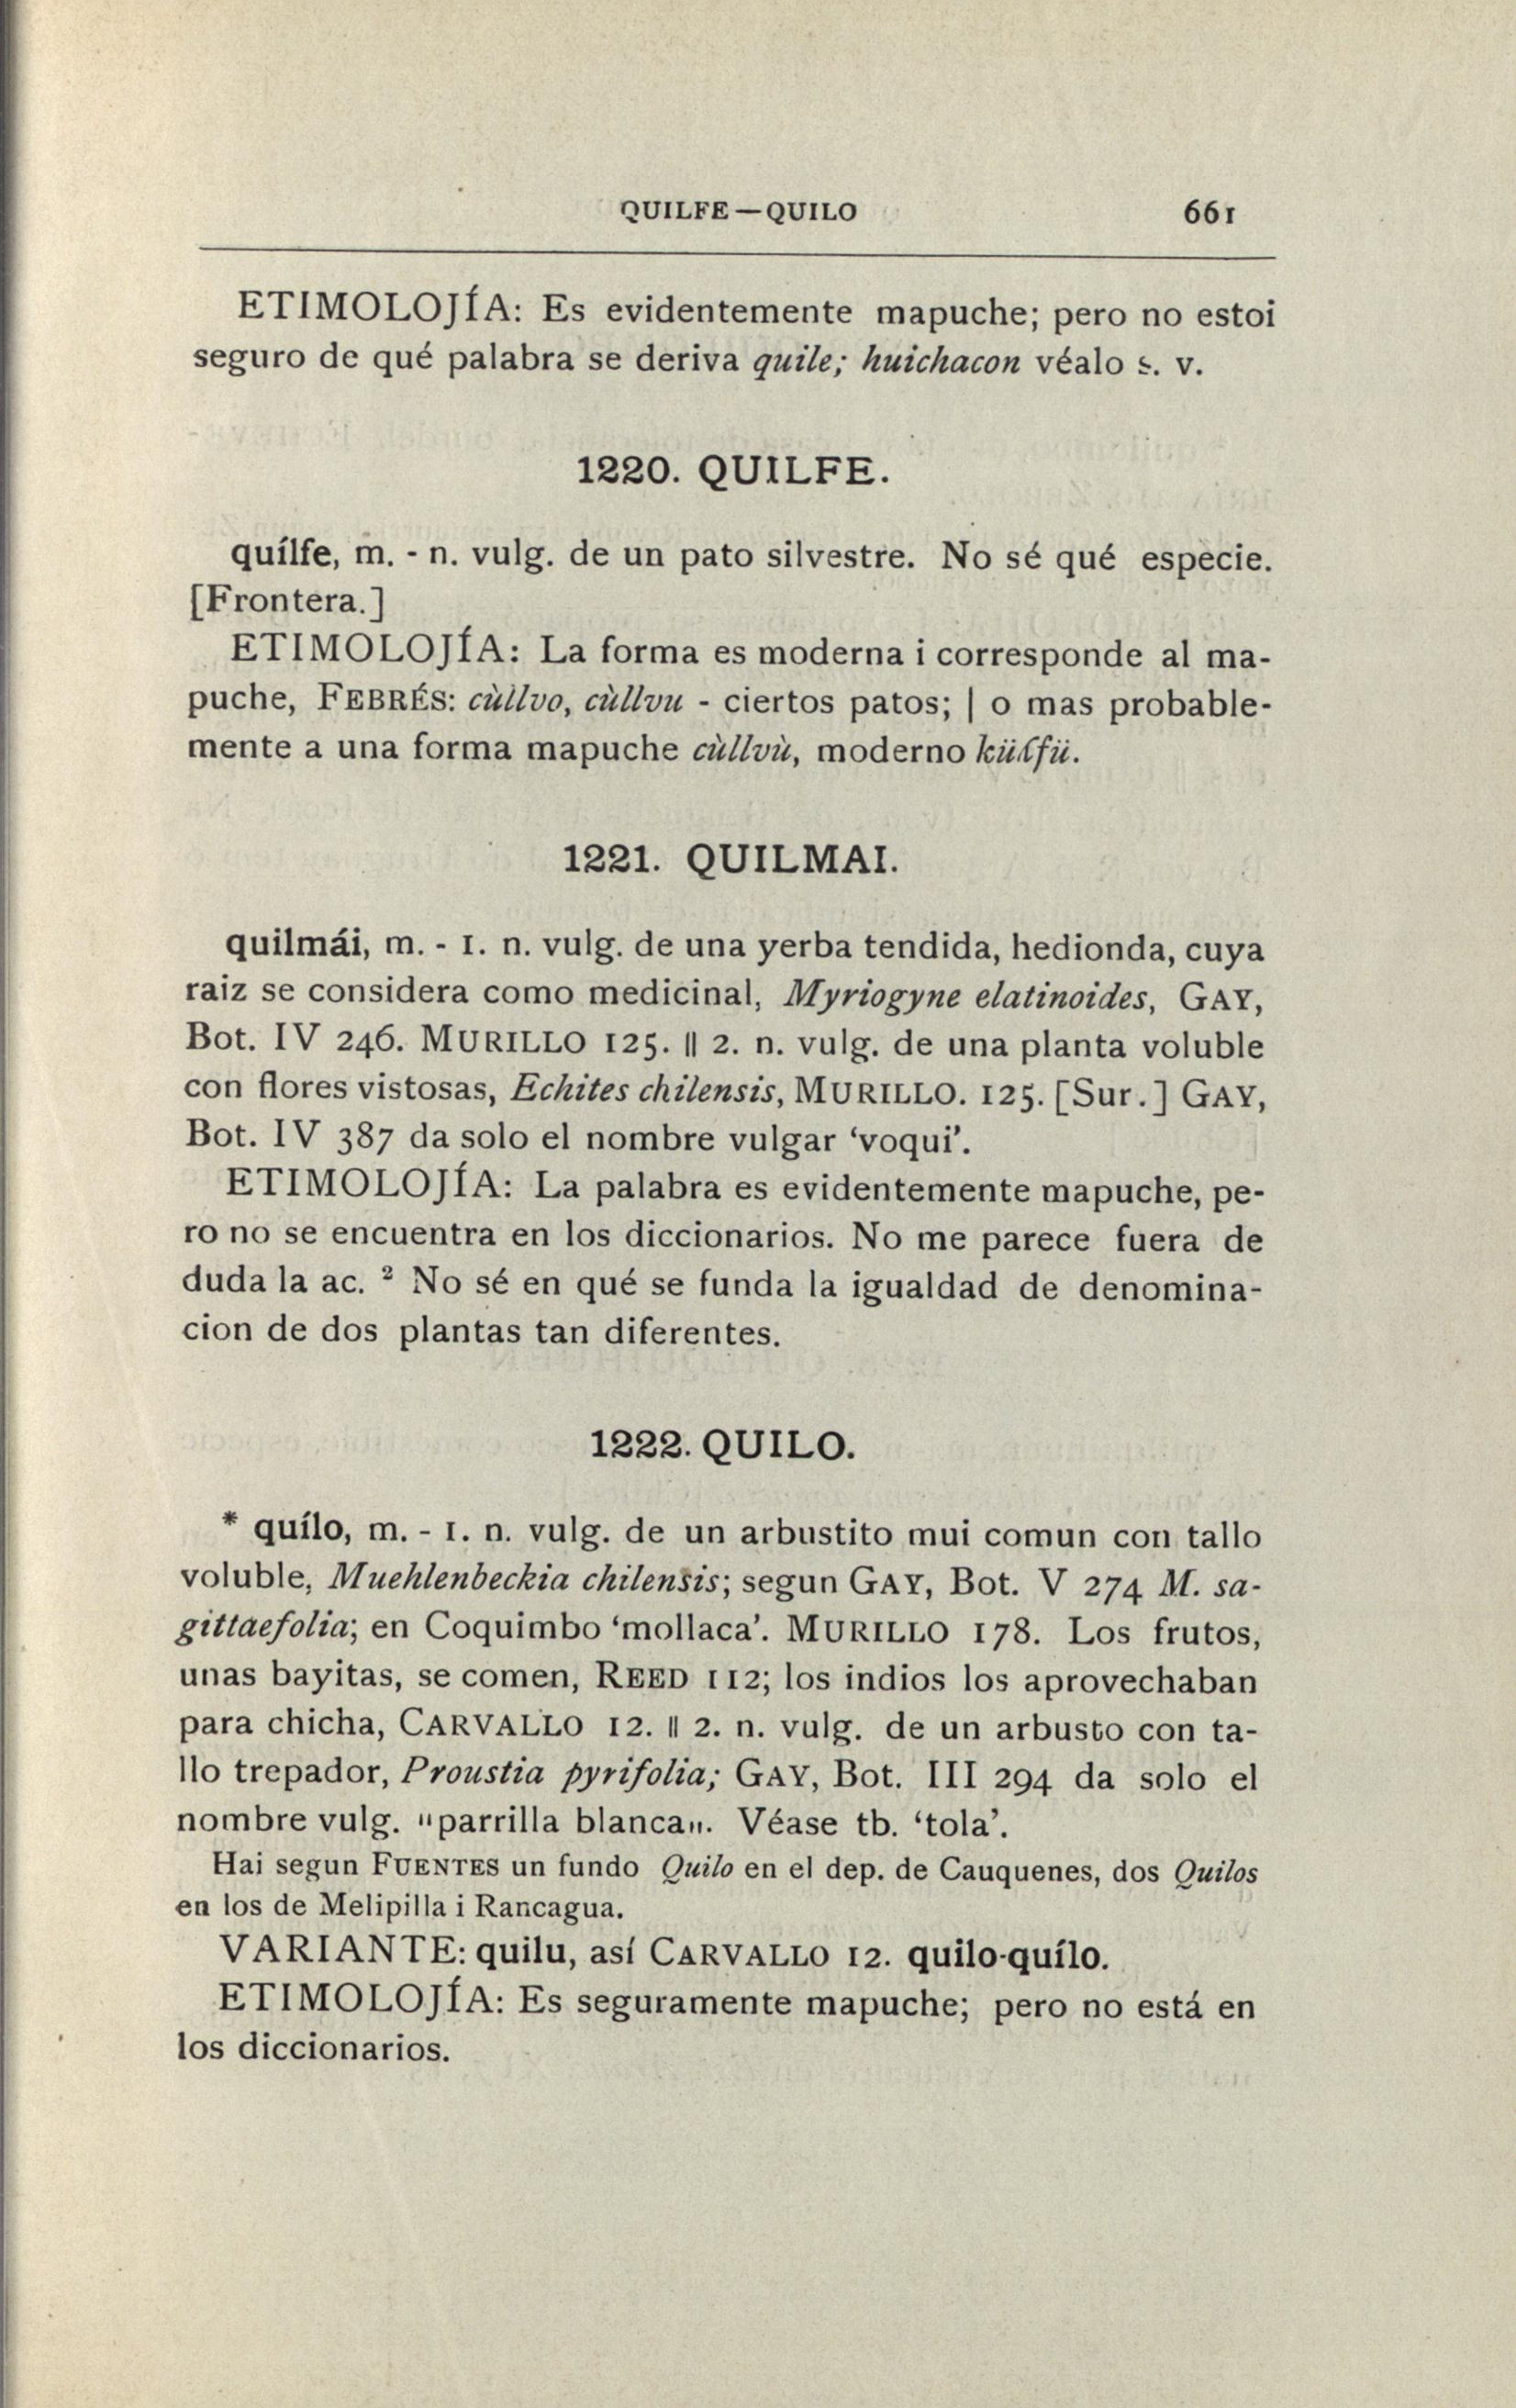 QUILFE—QUILO 661
ETIMOLOJÍA: Es evidentemente mapuche; pero no estoi
seguro de qué palabra se deriva quile; huichacon véalo s. v.
1220. QUILFE.
quílfe, m. - n. vulg. de un pato silvestre. No sé qué especie.
[Frontera.]
ETIMOLOJÍA: La forma es moderna i corresponde al ma-
puche, FEBRÉS: cùllvo, cùllvu - ciertos patos; | o mas probable-
mente a una forma mapuche cùllvù, moderno küʎfü.
1221. QUILMAI.
quilmái, m. - 1. n. vulg. de una yerba tendida, hedionda, cuya
raiz se considera como medicinal, Myriogyne elatinoides, GAY,
Bot. IV 246. MURILLO 125. || 2. n. vulg. de una planta voluble
con flores vistosas, Echites chilensis, MURILLO. 125. [Sur.] GAY,
Bot. IV 387 da solo el nombre vulgar ‘voqui’.
ETIMOLOJÍA: La palabra es evidentemente mapuche, pe-
ro no se encuentra en los diccionarios. No me parece fuera de
duda la ac. ² No sé en qué se funda la igualdad de denomina-
cion de dos plantas tan diferentes.
1222. QUILO.
* quílo, m. - 1. n. vulg. de un arbustito mui comun con tallo
voluble, Muehlenbeckia chilensis; segun GAY, Bot. V 274 M. sa-
gittaefolia; en Coquimbo ‘mollaca’. MURILLO 178. Los frutos,
unas bayitas, se comen, REED 112; los indios los aprovechaban
para chicha, CARVALLO 12. || 2. n. vulg. de un arbusto con ta-
llo trepador, Proustia pyrifolia; GAY, Bot. III 294 da solo el
nombre vulg. "parrilla blanca". Véase tb. ‘tola’.
Hai segun FUENTES un fundo Quilo en el dep. de Cauquenes, dos Quilos
en los de Melipilla i Rancagua.
VARIANTE: quilu, así CARVALLO 12. quilo-quílo.
ETIMOLOJÍA: Es seguramente mapuche; pero no está en
los diccionarios.